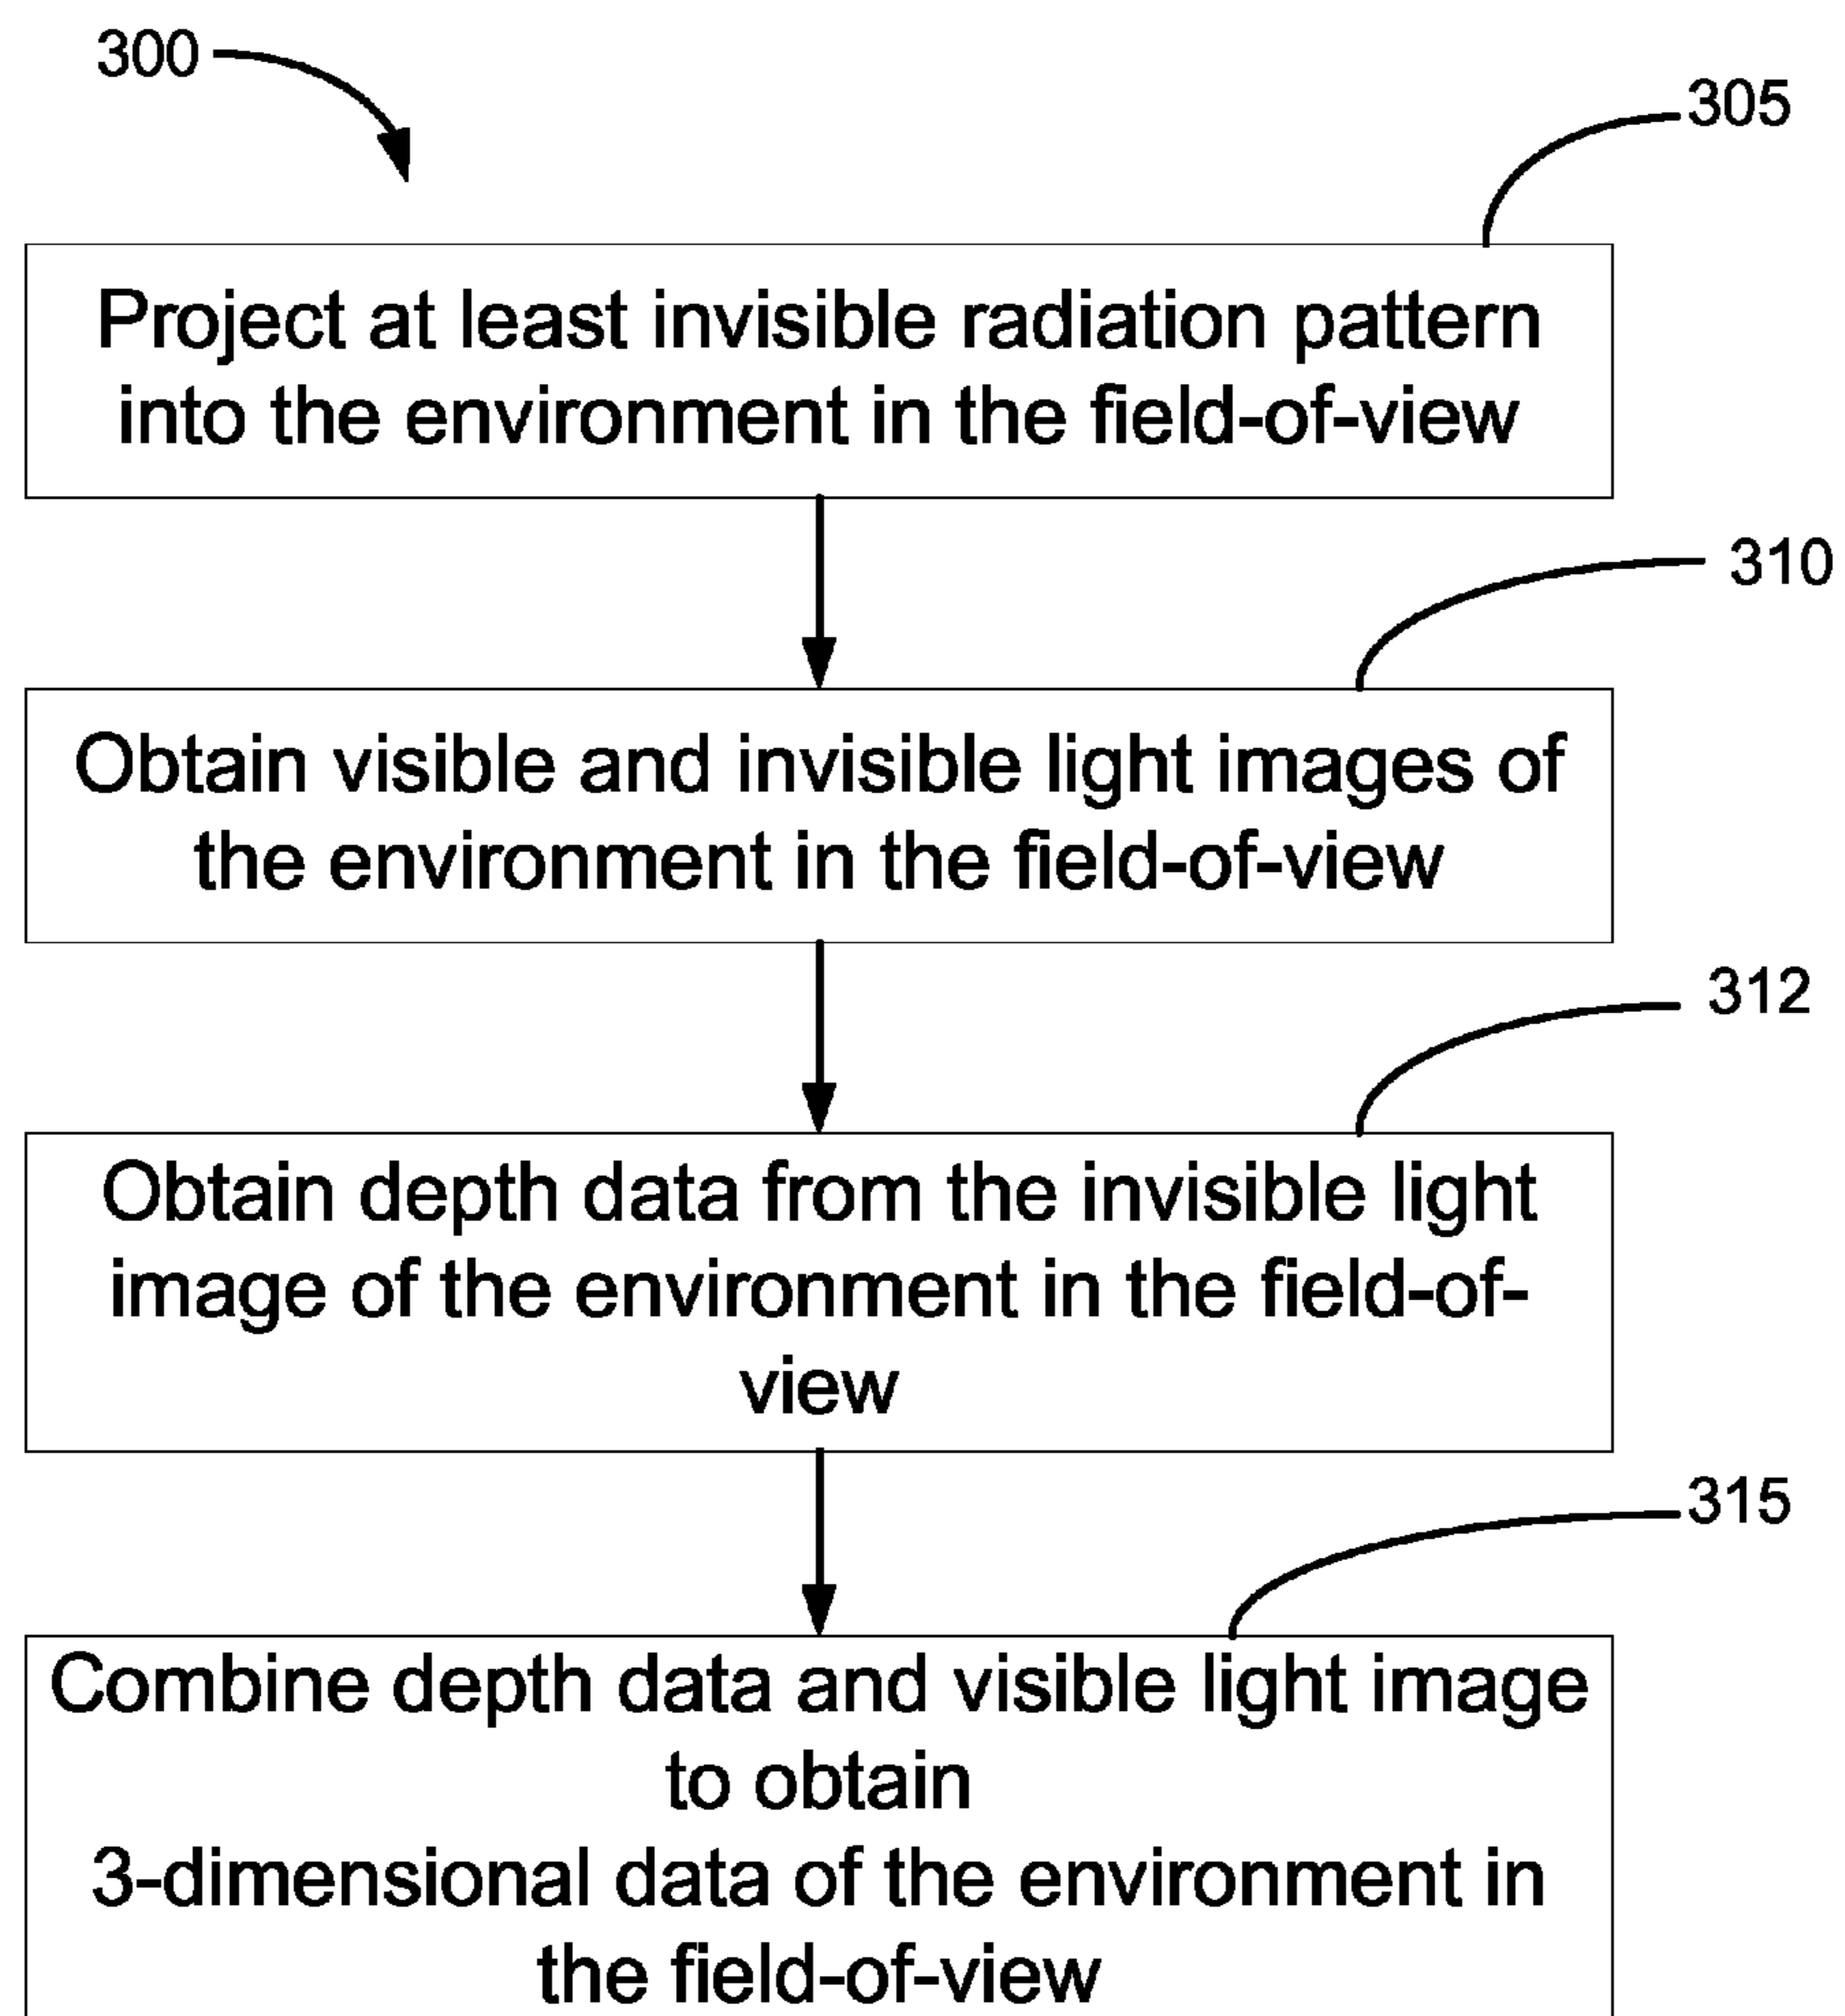 300
305
Project at least invisible radiation pattern
into the environment in the field-of-view
310
Obtain visible and invisible light images of
the environment in the field-of-view
312
Obtain depth data from the invisible light
image of the environment in the field-of-
view
315
Combine depth data and visible light image
to obtain
3-dimensional data of the environment in
the field-of-view